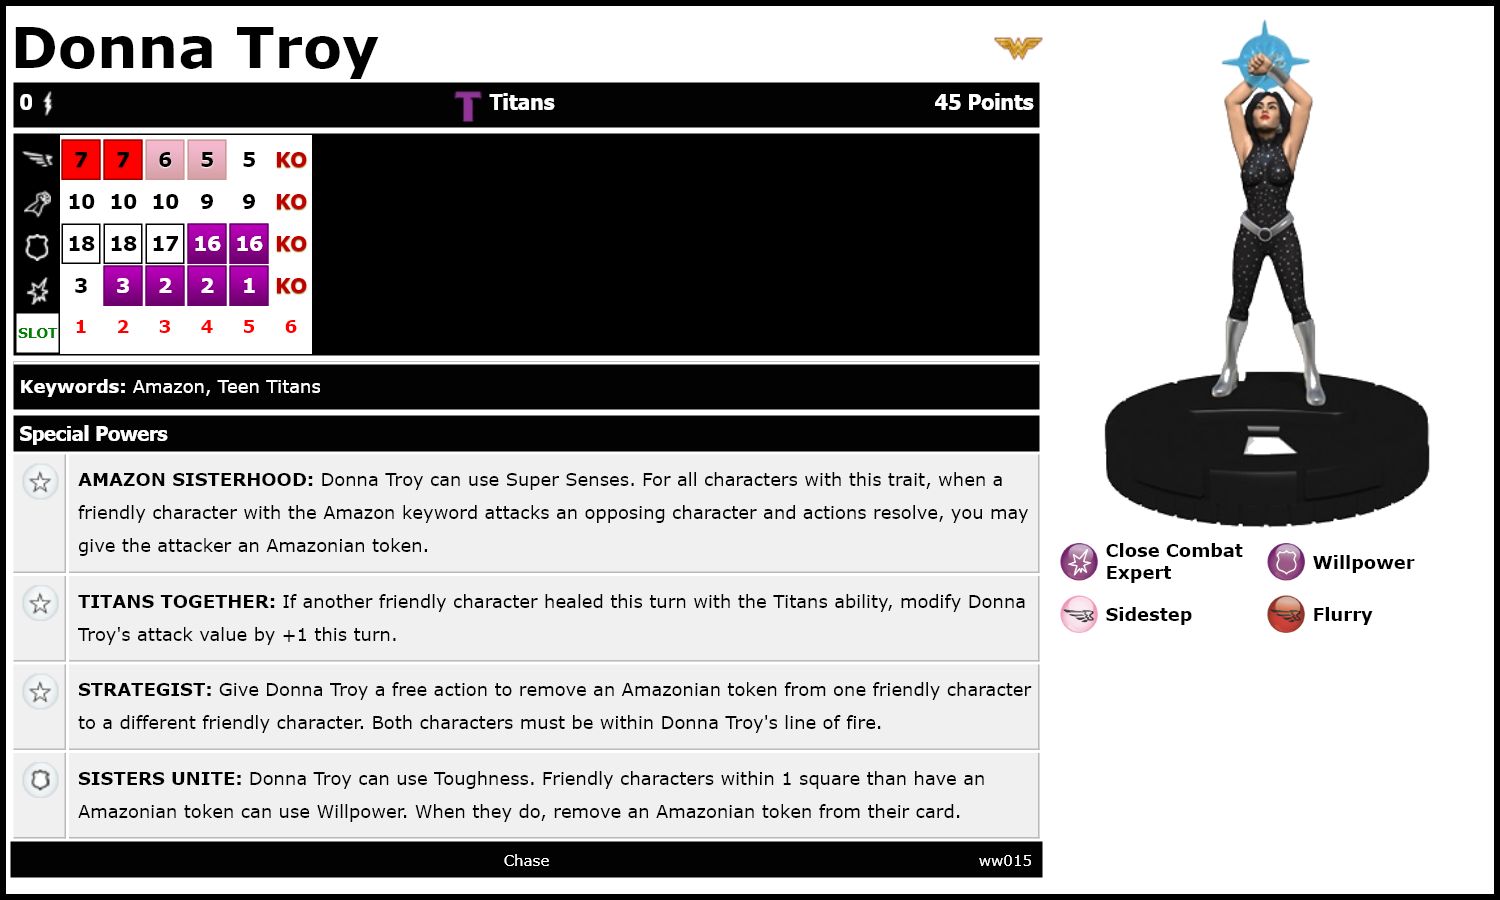 Donna Troy
0 T Titans 45 Points
7 7 6 5 5 KO
10 10 10 9 9 KO
18 18 17 16 16 KO
3 3 2 2 1 KO
SLOT 1 2 3 4 5 6
Keywords: Amazon, Teen Titans
Special Powers
AMAZON SISTERHOOD: Donna Troy can use Super Senses. For all characters with this trait, when a
friendly character with the Amazon keyword attacks an opposing character and actions resolve, you may
give the attacker an Amazonian token.
TITANS TOGETHER: If another friendly character healed this turn with the Titans ability, modify Donna
Troy's attack value by +1 this turn.
STRATEGIST: Give Donna Troy a free action to remove an Amazonian token from one friendly character
to a different friendly character. Both characters must be within Donna Troy's line of fire.
SISTERS UNITE: Donna Troy can use Toughness. Friendly characters within 1 square than have an
Amazonian token can use Willpower. When they do, remove an Amazonian token from their card.
Chase ww015
Close Combat
Expert
Willpower
Sidestep
Flurry